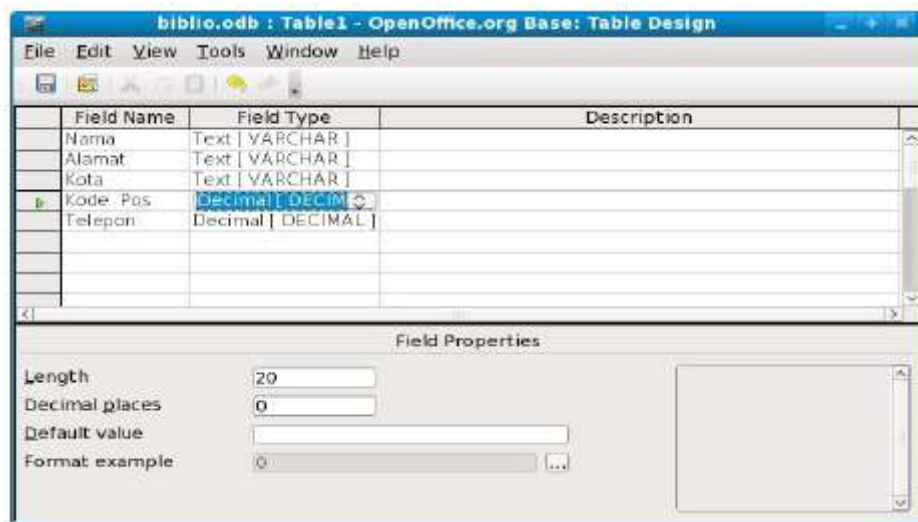 biblio.odb : Table1 - OpenOffice.org Base: Table Design
File Edit View Tools Window Help
Field Name Field Type Description
Nama Text [ VARCHAR ]
Alamat Text [ VARCHAR ]
Kota Text [ VARCHAR ]
Kode Pos Decimal [ DECIM
Telepon Decimal [ DECIMAL ]
Field Properties
Length 20
Decimal places 0
Default value
Format example 0 ...